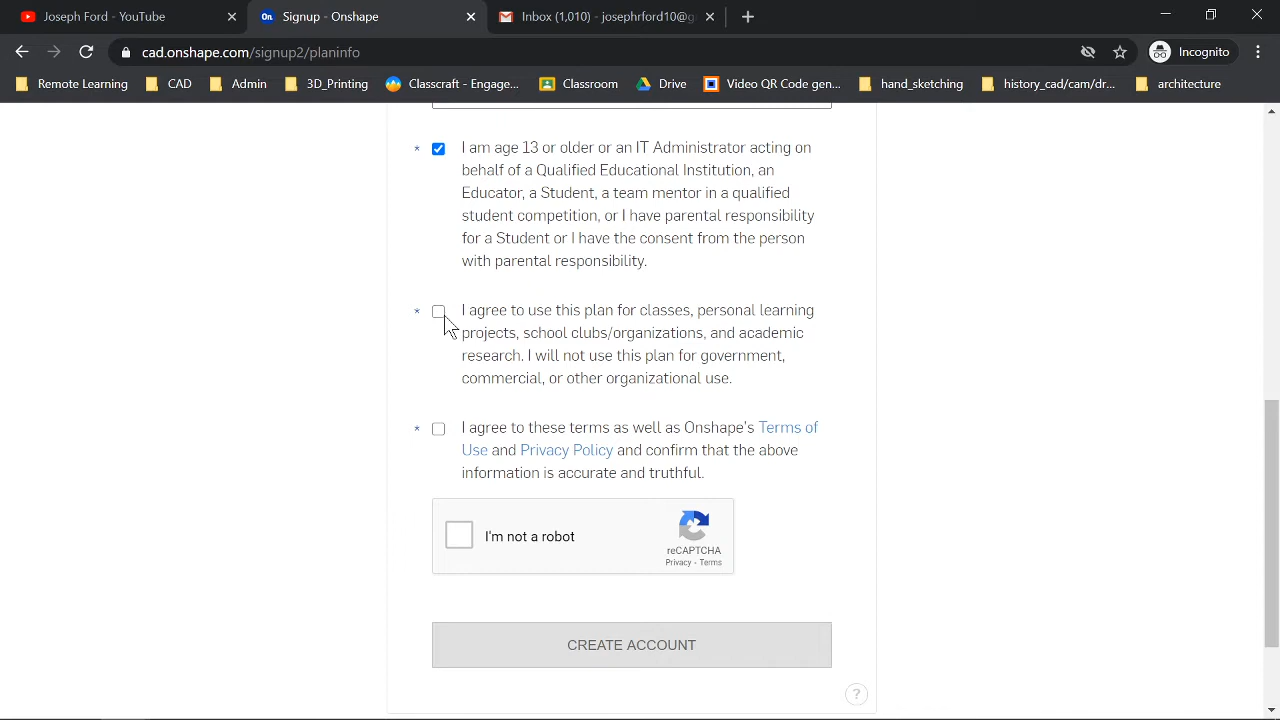 Joseph Ford - YouTube
Signup - Onshape
Inbox (1,010) - josephrford10@g
cad.onshape.com/signup2/planinfo
Incognito
Remote Learning
CAD
Admin
3D_Printing
Classcraft - Engage...
Classroom
Drive
Video QR Code gen...
hand_sketching
history_cad/cam/dr...
architecture
* I am age 13 or older or an IT Administrator acting on
behalf of a Qualified Educational Institution, an
Educator, a Student, a team mentor in a qualified
student competition, or I have parental responsibility
for a Student or I have the consent from the person
with parental responsibility.
* I agree to use this plan for classes, personal learning
projects, school clubs/organizations, and academic
research. I will not use this plan for government,
commercial, or other organizational use.
* I agree to these terms as well as Onshape's Terms of
Use and Privacy Policy and confirm that the above
information is accurate and truthful.
I'm not a robot
reCAPTCHA
Privacy - Terms
CREATE ACCOUNT
?